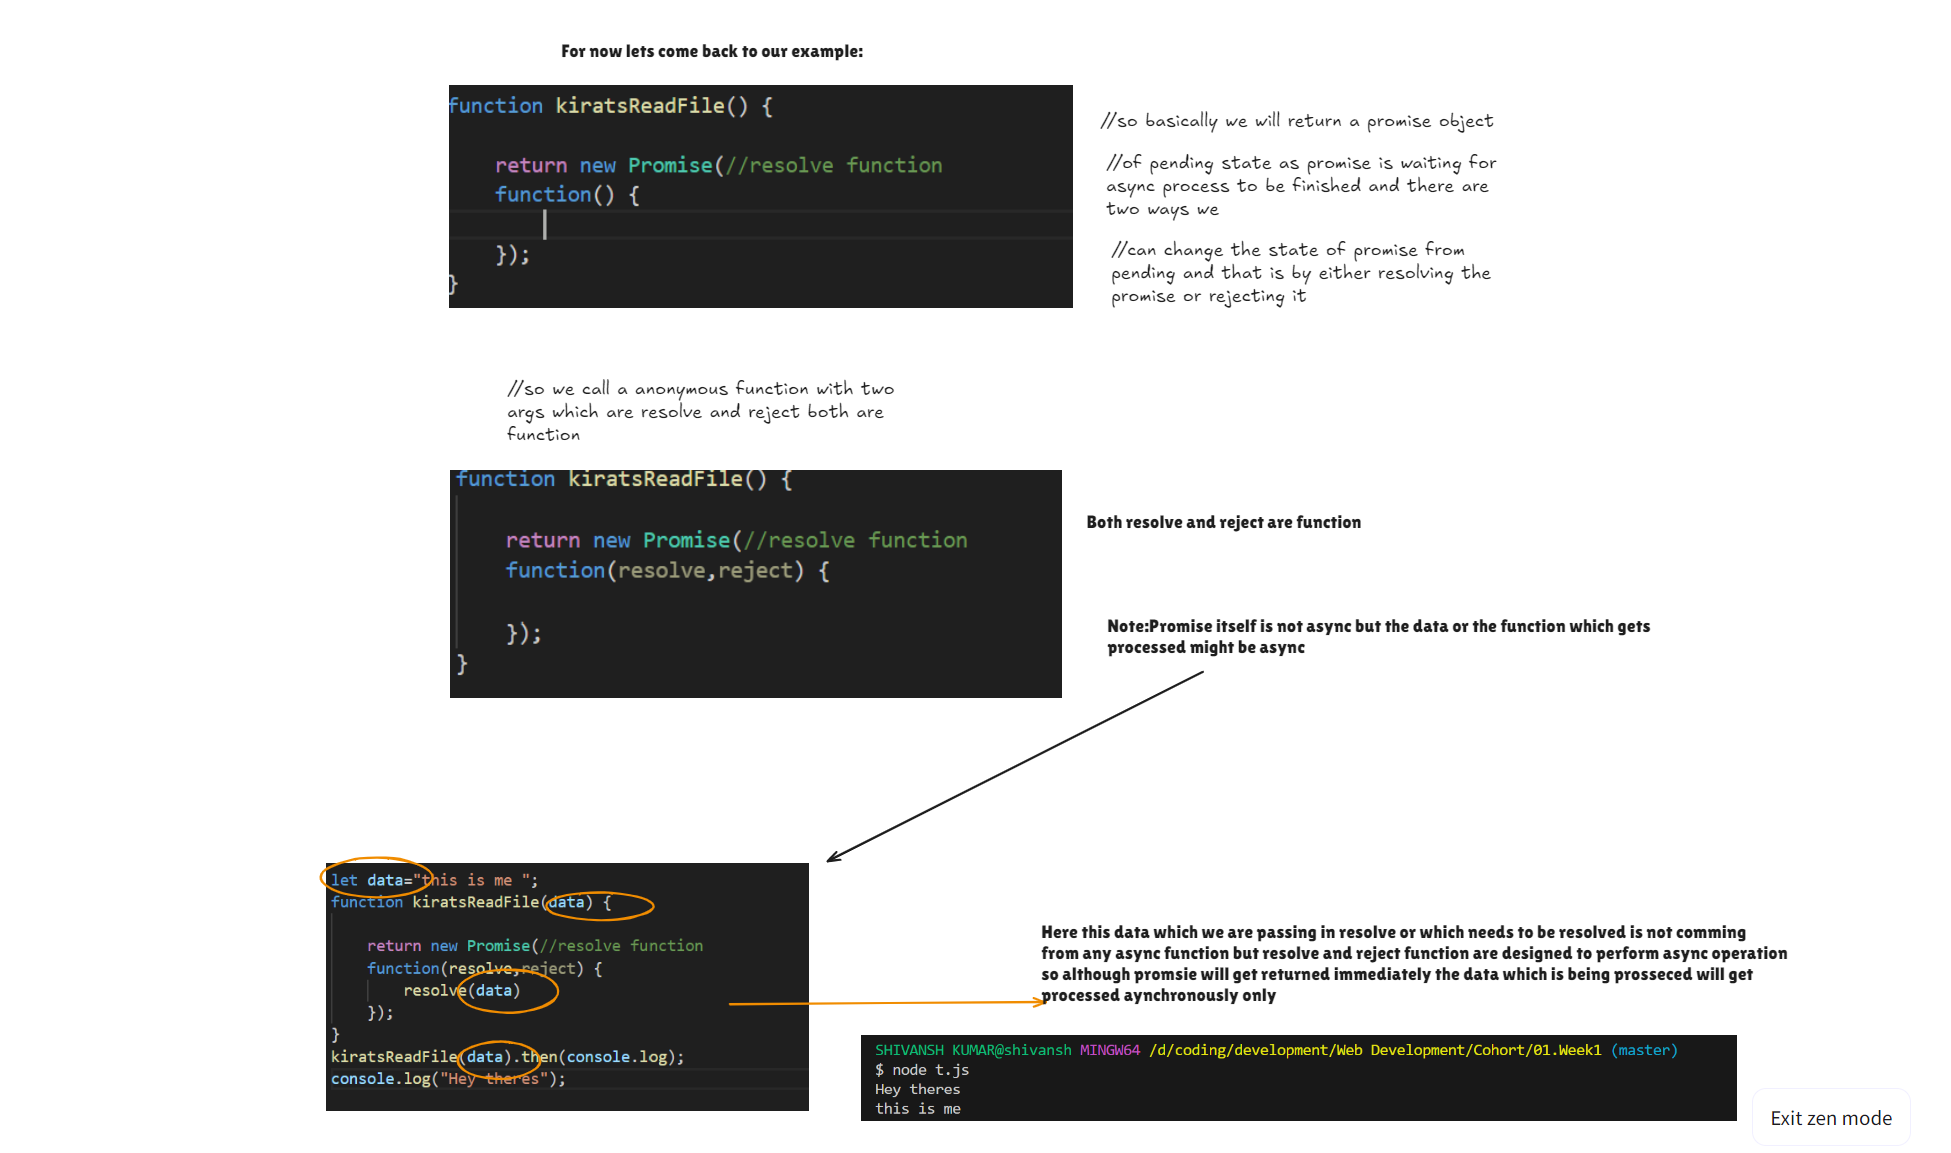 For now lets come back to our example:
function kiratsReadFile() {
return new Promise(//resolve function
function() {
});
}
//so basically we will return a promise object
//of pending state as promise is waiting for
async process to be finished and there are
two ways we
//can change the state of promise from
pending and that is by either resolving the
promise or rejecting it
//so we call a anonymous function with two
args which are resolve and reject both are
function
function kiratsReadFile() {
return new Promise(//resolve function
function(resolve,reject) {
});
}
Both resolve and reject are function
Note:Promise itself is not async but the data or the function which gets
processed might be async
let data="this is me ";
function kiratsReadFile(data) {
return new Promise(//resolve function
function(resolve,reject) {
resolve(data)
});
}
kiratsReadFile(data).then(console.log);
console.log("Hey theres");
Here this data which we are passing in resolve or which needs to be resolved is not comming
from any async function but resolve and reject function are designed to perform async operation
so although promsie will get returned immediately the data which is being prosseced will get
processed aynchronously only
SHIVANSH KUMAR@shivansh MINGW64 /d/coding/development/Web Development/Cohort/01.Week1 (master)
$ node t.js
Hey theres
this is me
Exit zen mode